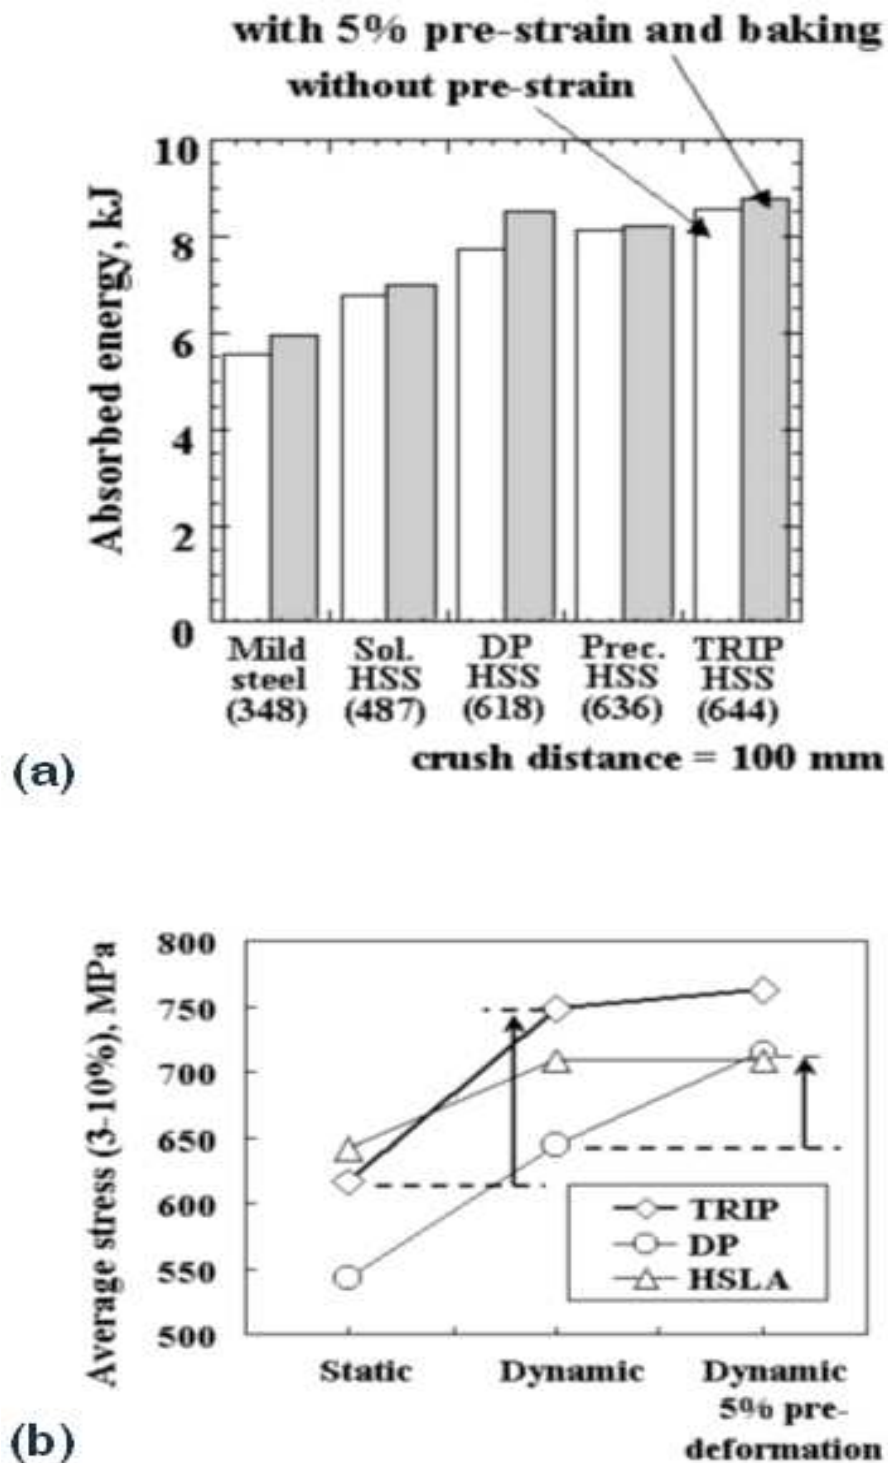 with 5% pre-strain and baking
without pre-strain
10
8
6
4
2
0
Absorbed energy, kJ
Mild steel (348)
Sol. HSS (487)
DP HSS (618)
Prec. HSS (636)
TRIP HSS (644)
crush distance = 100 mm
(a)
800
750
700
650
600
550
500
Average stress (3-10%), MPa
TRIP
DP
HSLA
Static
Dynamic
Dynamic
5% pre-
deformation
(b)